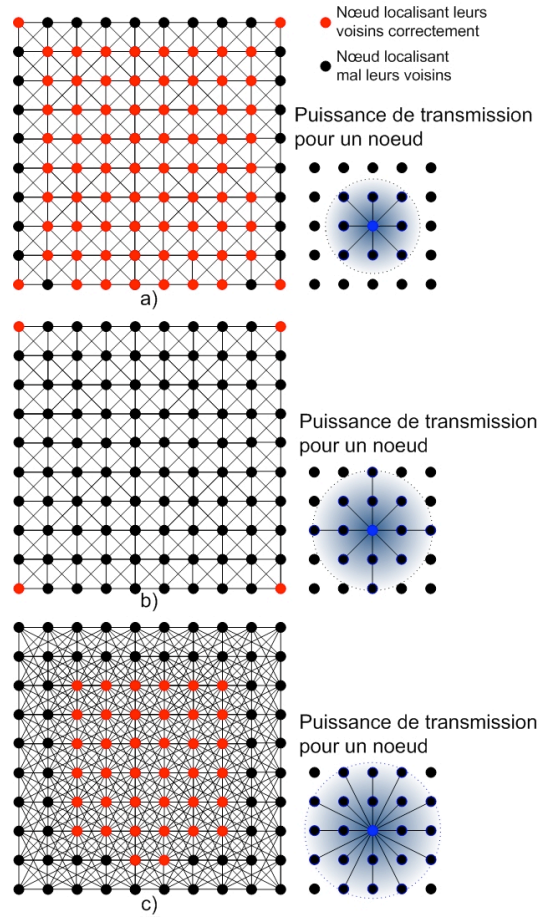 Nœud localisant leurs
voisins correctement
Nœud localisant
mal leurs voisins
Puissance de transmission
pour un noeud
a)
Puissance de transmission
pour un noeud
b)
Puissance de transmission
pour un noeud
c)